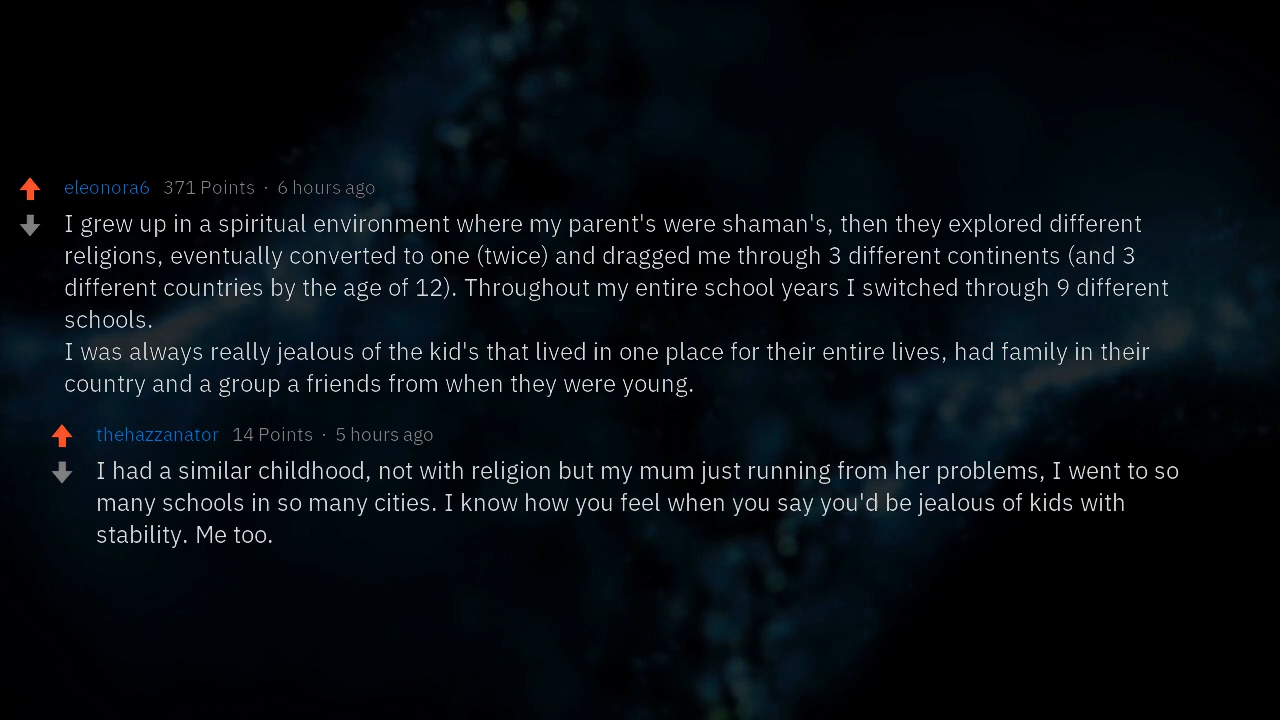 eleonora6 371 Points · 6 hours ago
I grew up in a spiritual environment where my parent's were shaman's, then they explored different
religions, eventually converted to one (twice) and dragged me through 3 different continents (and 3
different countries by the age of 12). Throughout my entire school years I switched through 9 different
schools.
I was always really jealous of the kid's that lived in one place for their entire lives, had family in their
country and a group a friends from when they were young.
thehazzanator 14 Points · 5 hours ago
I had a similar childhood, not with religion but my mum just running from her problems, I went to so
many schools in so many cities. I know how you feel when you say you'd be jealous of kids with
stability. Me too.